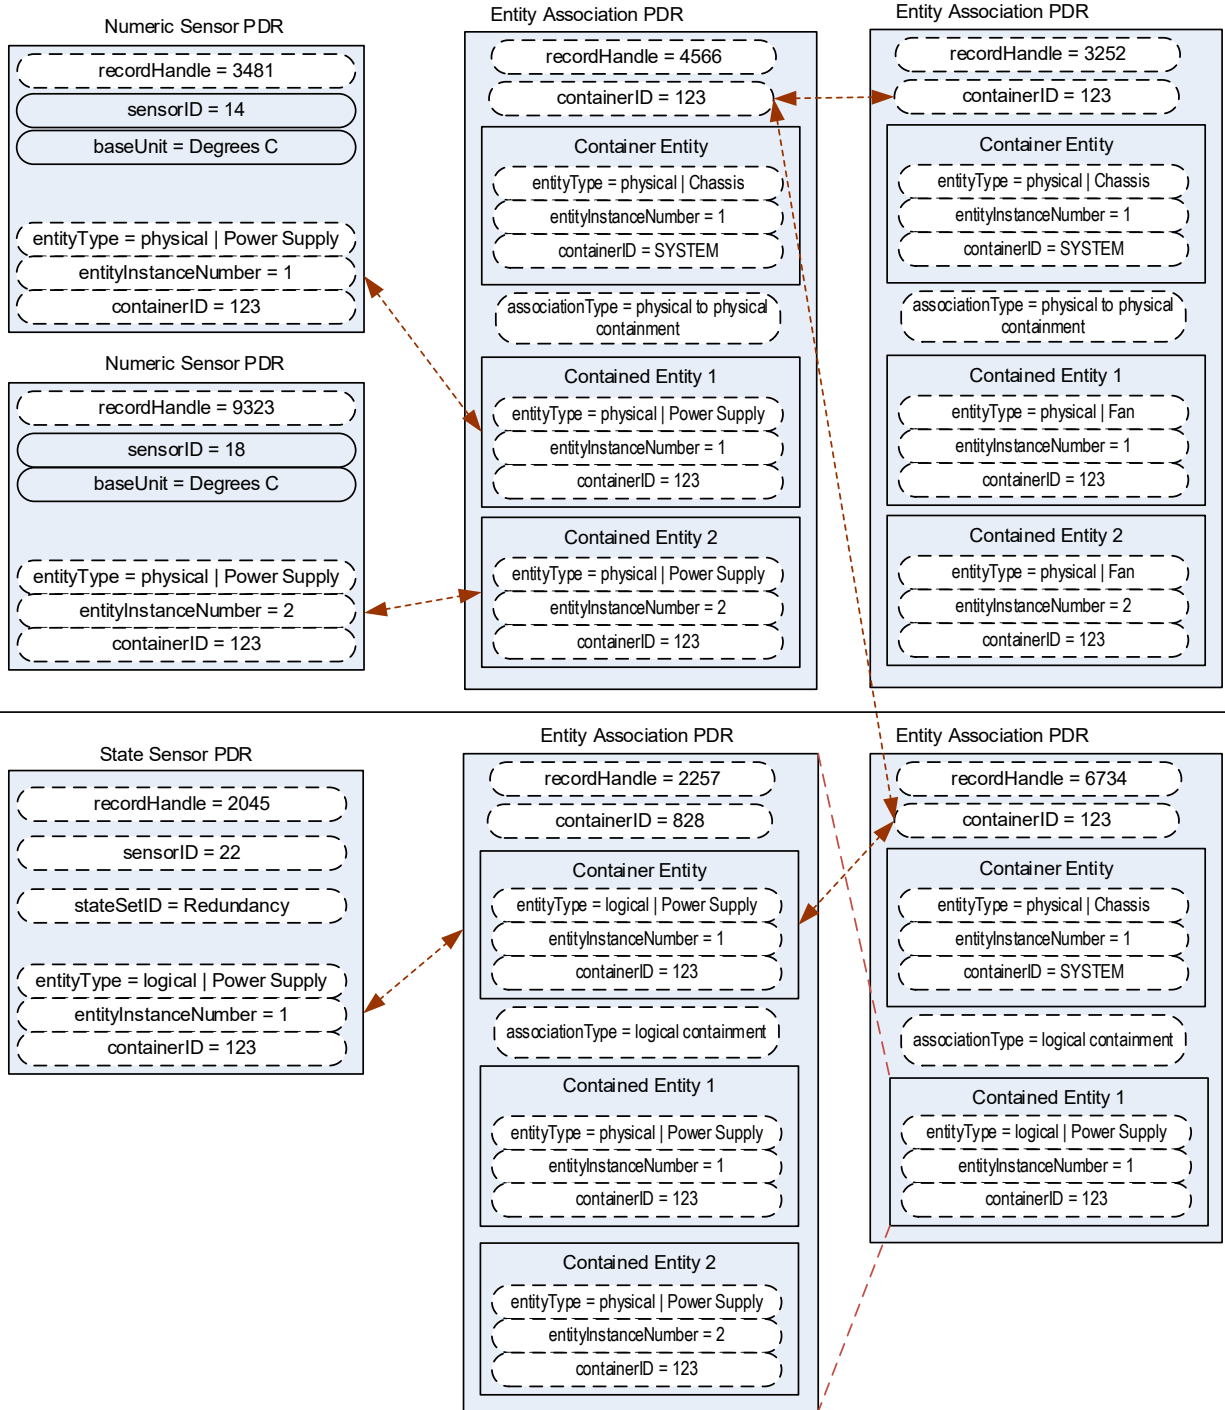 Numeric Sensor PDR
recordHandle = 3481
sensorID = 14
baseUnit = Degrees C
entityType = physical | Power Supply
entityInstanceNumber = 1
containerID = 123
Numeric Sensor PDR
recordHandle = 9323
sensorID = 18
baseUnit = Degrees C
entityType = physical | Power Supply
entityInstanceNumber = 2
containerID = 123
Entity Association PDR
recordHandle = 4566
containerID = 123
Container Entity
entityType = physical | Chassis
entityInstanceNumber = 1
containerID = SYSTEM
associationType = physical to physical
containment
Contained Entity 1
entityType = physical | Power Supply
entityInstanceNumber = 1
containerID = 123
Contained Entity 2
entityType = physical | Power Supply
entityInstanceNumber = 2
containerID = 123
Entity Association PDR
recordHandle = 3252
containerID = 123
Container Entity
entityType = physical | Chassis
entityInstanceNumber = 1
containerID = SYSTEM
associationType = physical to physical
containment
Contained Entity 1
entityType = physical | Fan
entityInstanceNumber = 1
containerID = 123
Contained Entity 2
entityType = physical | Fan
entityInstanceNumber = 2
containerID = 123
State Sensor PDR
recordHandle = 2045
sensorID = 22
stateSetID = Redundancy
entityType = logical | Power Supply
entityInstanceNumber = 1
containerID = 123
Entity Association PDR
recordHandle = 2257
containerID = 828
Container Entity
entityType = logical | Power Supply
entityInstanceNumber = 1
containerID = 123
associationType = logical containment
Contained Entity 1
entityType = physical | Power Supply
entityInstanceNumber = 1
containerID = 123
Contained Entity 2
entityType = physical | Power Supply
entityInstanceNumber = 2
containerID = 123
Entity Association PDR
recordHandle = 6734
containerID = 123
Container Entity
entityType = physical | Chassis
entityInstanceNumber = 1
containerID = SYSTEM
associationType = logical containment
Contained Entity 1
entityType = logical | Power Supply
entityInstanceNumber = 1
containerID = 123